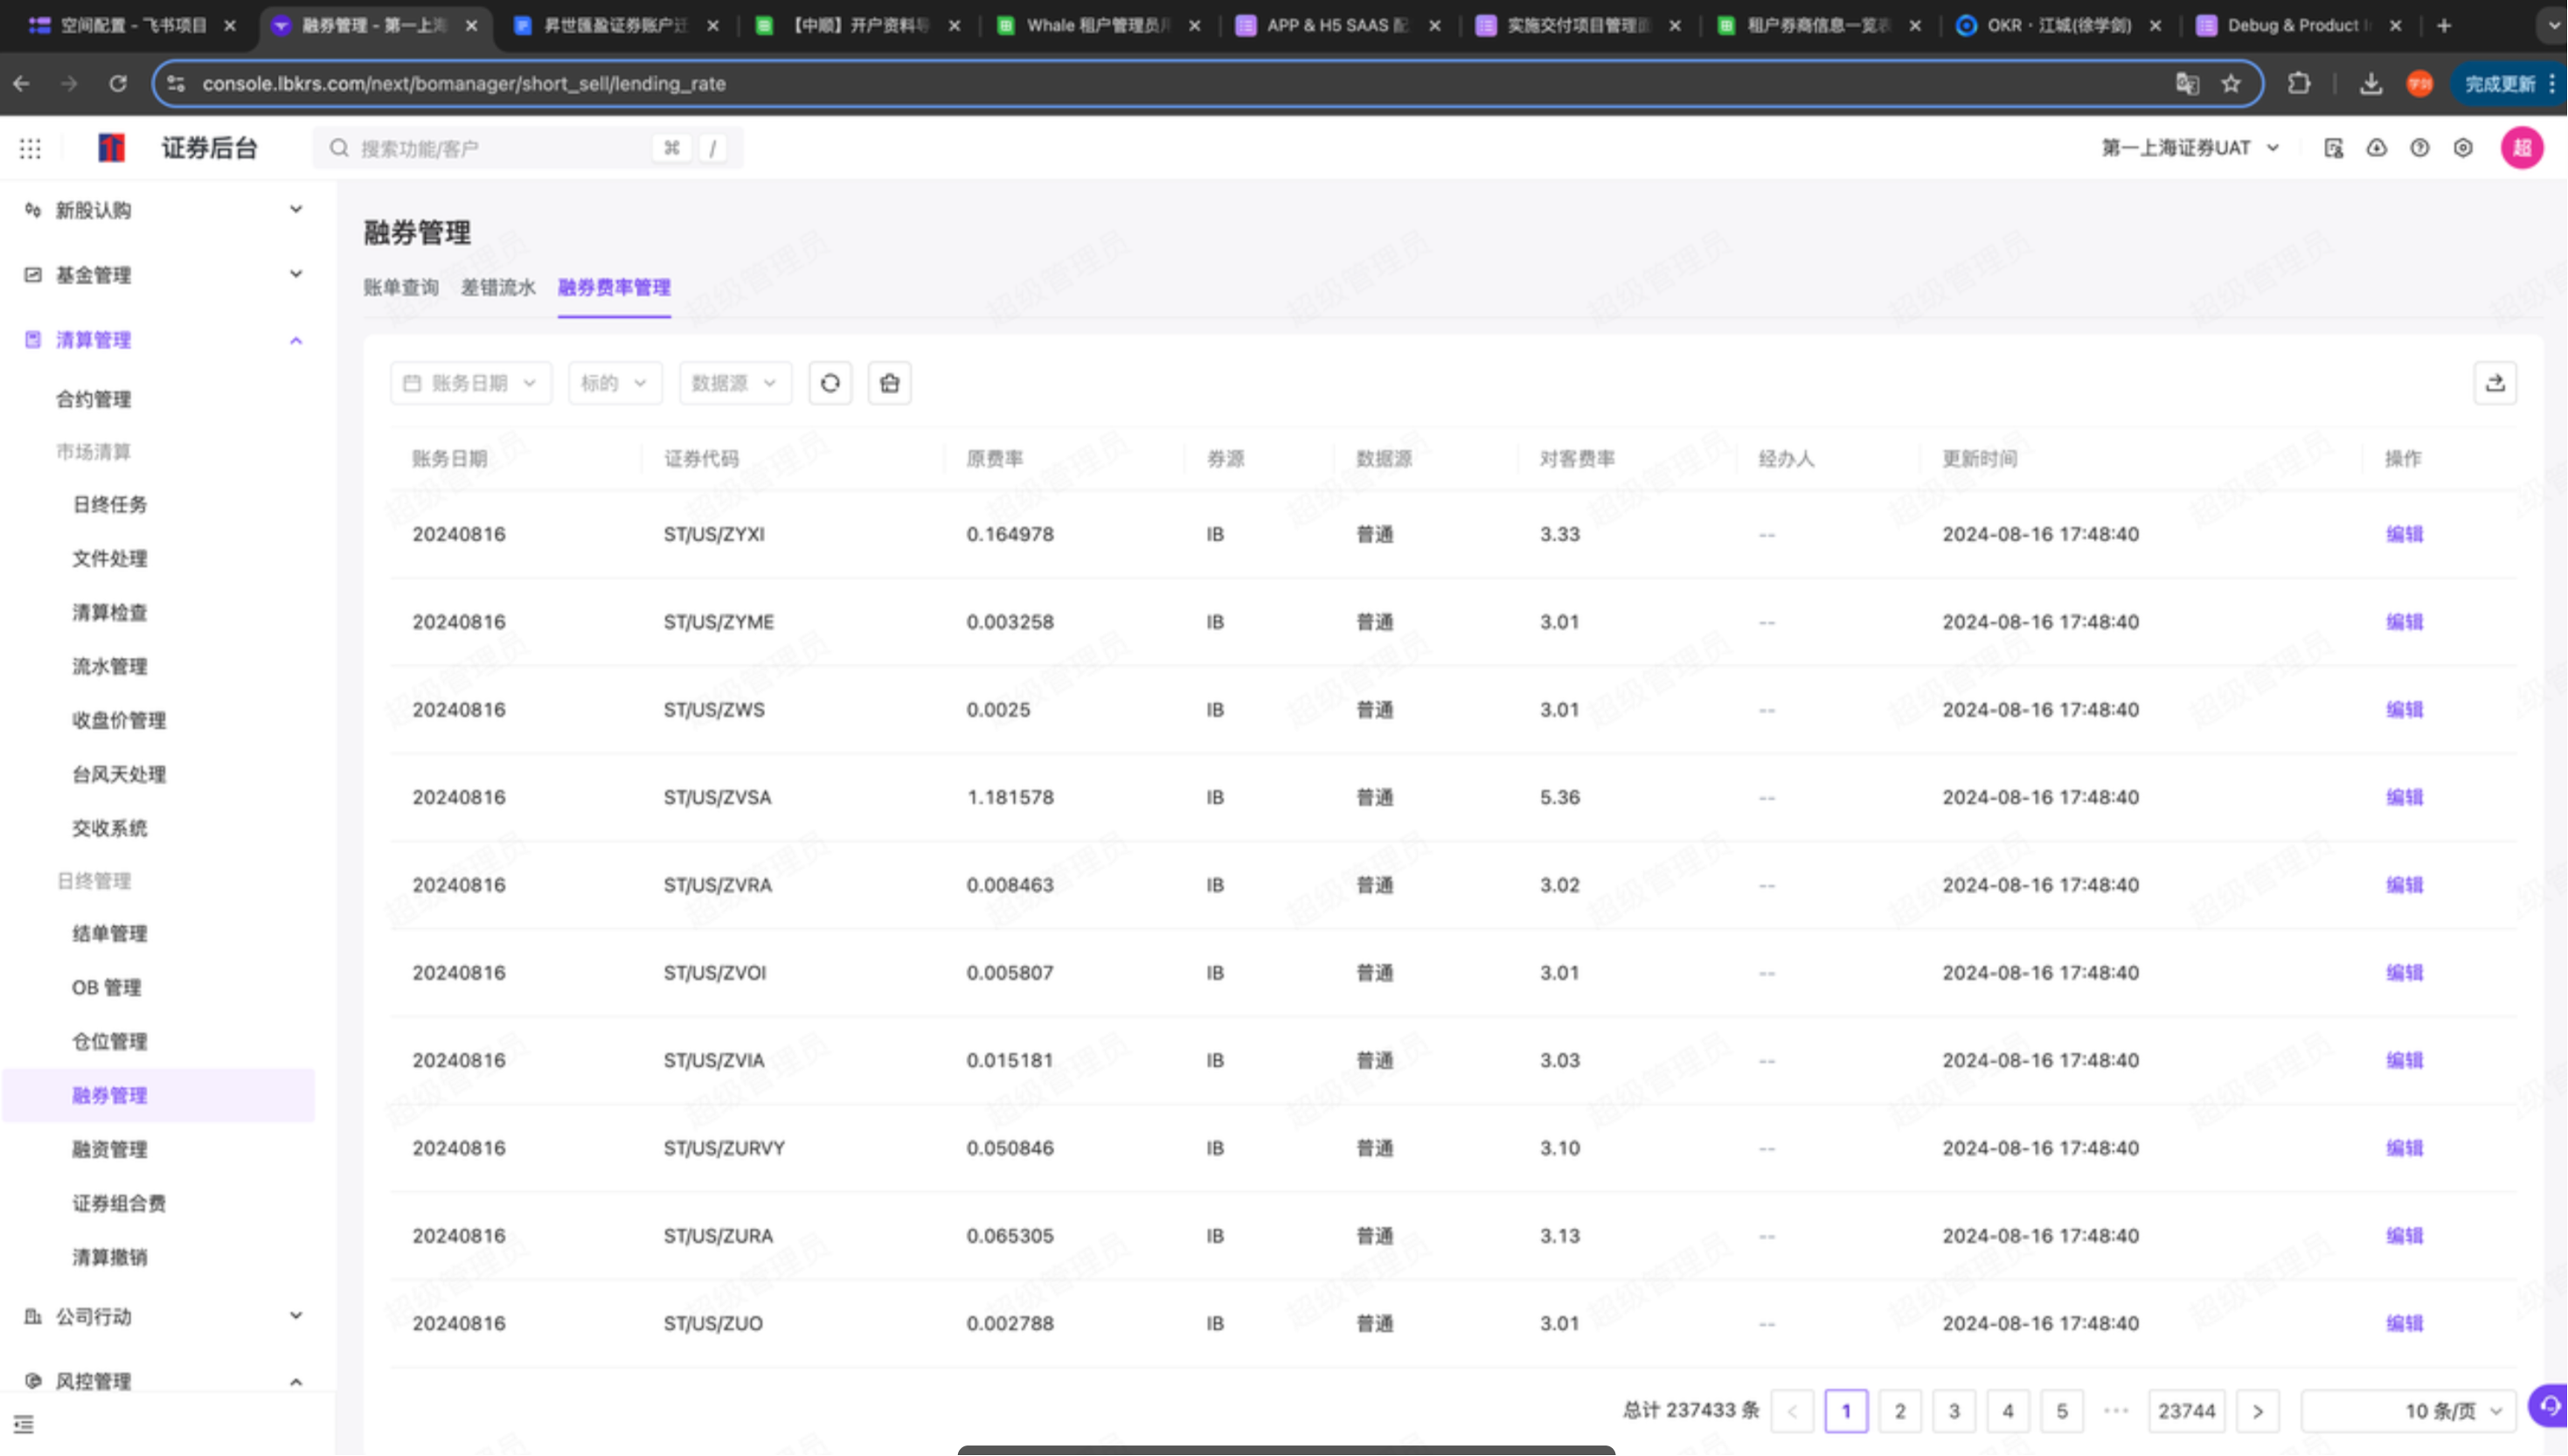 空间配置 - 飞书项目
融券管理 - 第一上海
昇世匯盈证券账户迁
【中顺】开户资料导
Whale 租户管理员用
APP & H5 SAAS 配
实施交付项目管理面
租户券商信息一览表
OKR · 江城(徐学剑)
Debug & Product I
console.lbkrs.com/next/bomanager/short_sell/lending_rate
学剑
完成更新
证券后台
搜索功能/客户
⌘ /
第一上海证券UAT
超
新股认购
基金管理
清算管理
合约管理
市场清算
日终任务
文件处理
清算检查
流水管理
收盘价管理
台风天处理
交收系统
日终管理
结单管理
OB 管理
仓位管理
融券管理
融资管理
证券组合费
清算撤销
公司行动
风控管理
融券管理
账单查询 差错流水 融券费率管理
账务日期 标的 数据源
账务日期 证券代码 原费率 券源 数据源 对客费率 经办人 更新时间 操作
20240816 ST/US/ZYXI 0.164978 IB 普通 3.33 -- 2024-08-16 17:48:40 编辑
20240816 ST/US/ZYME 0.003258 IB 普通 3.01 -- 2024-08-16 17:48:40 编辑
20240816 ST/US/ZWS 0.0025 IB 普通 3.01 -- 2024-08-16 17:48:40 编辑
20240816 ST/US/ZVSA 1.181578 IB 普通 5.36 -- 2024-08-16 17:48:40 编辑
20240816 ST/US/ZVRA 0.008463 IB 普通 3.02 -- 2024-08-16 17:48:40 编辑
20240816 ST/US/ZVOI 0.005807 IB 普通 3.01 -- 2024-08-16 17:48:40 编辑
20240816 ST/US/ZVIA 0.015181 IB 普通 3.03 -- 2024-08-16 17:48:40 编辑
20240816 ST/US/ZURVY 0.050846 IB 普通 3.10 -- 2024-08-16 17:48:40 编辑
20240816 ST/US/ZURA 0.065305 IB 普通 3.13 -- 2024-08-16 17:48:40 编辑
20240816 ST/US/ZUO 0.002788 IB 普通 3.01 -- 2024-08-16 17:48:40 编辑
总计 237433 条 < 1 2 3 4 5 ··· 23744 > 10 条/页
超级管理员